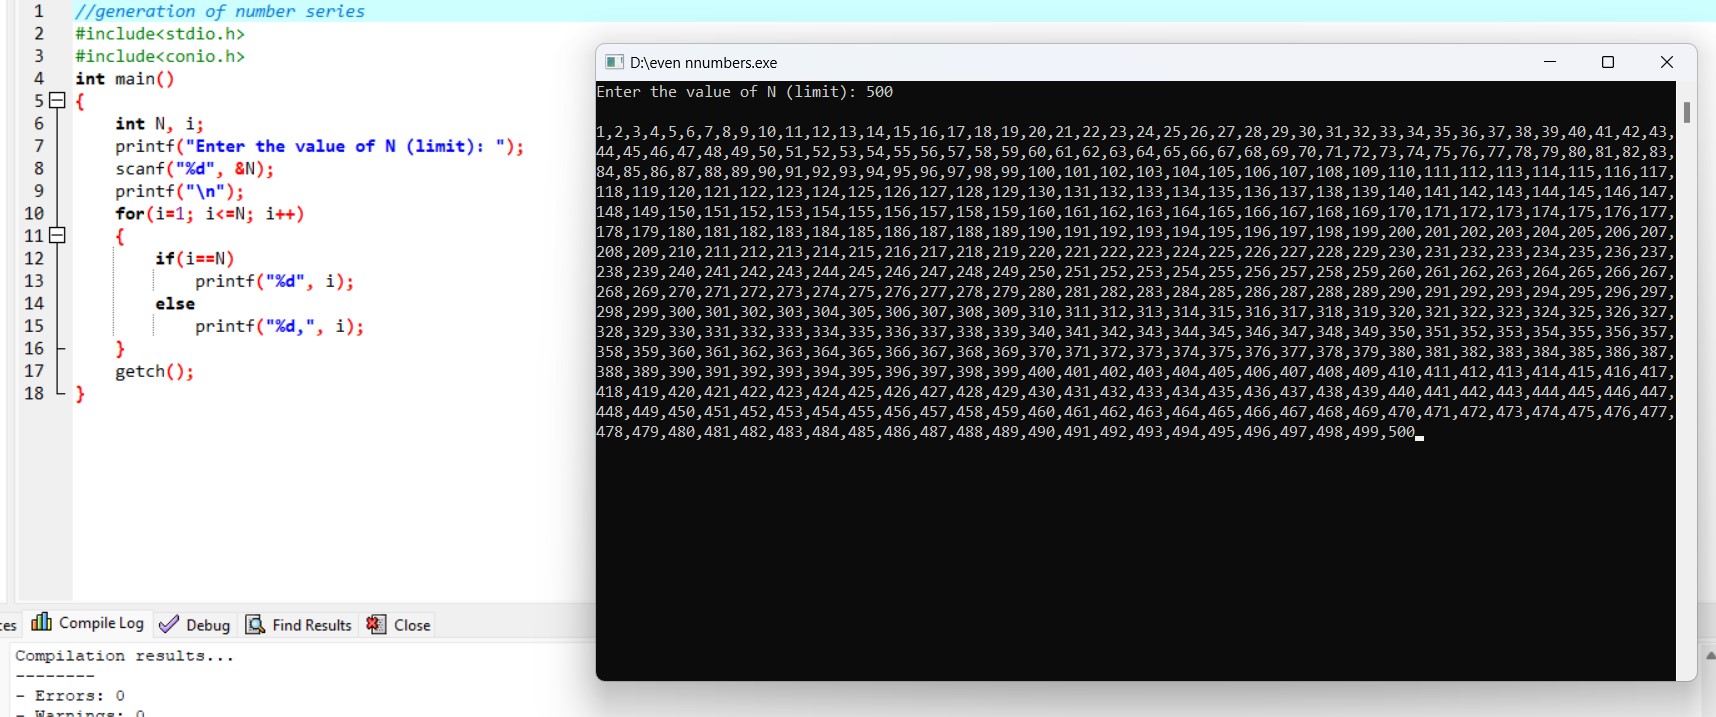 1 //generation of number series
2 #include<stdio.h>
3 #include<conio.h>
4 int main()
5 {
6 int N, i;
7 printf("Enter the value of N (limit): ");
8 scanf("%d", &N);
9 printf("\n");
10 for(i=1; i<=N; i++)
11 {
12 if(i==N)
13 printf("%d", i);
14 else
15 printf("%d,", i);
16 }
17 getch();
18 }
D:\even nnumbers.exe
Enter the value of N (limit): 500
1,2,3,4,5,6,7,8,9,10,11,12,13,14,15,16,17,18,19,20,21,22,23,24,25,26,27,28,29,30,31,32,33,34,35,36,37,38,39,40,41,42,43,
44,45,46,47,48,49,50,51,52,53,54,55,56,57,58,59,60,61,62,63,64,65,66,67,68,69,70,71,72,73,74,75,76,77,78,79,80,81,82,83,
84,85,86,87,88,89,90,91,92,93,94,95,96,97,98,99,100,101,102,103,104,105,106,107,108,109,110,111,112,113,114,115,116,117,
118,119,120,121,122,123,124,125,126,127,128,129,130,131,132,133,134,135,136,137,138,139,140,141,142,143,144,145,146,147,
148,149,150,151,152,153,154,155,156,157,158,159,160,161,162,163,164,165,166,167,168,169,170,171,172,173,174,175,176,177,
178,179,180,181,182,183,184,185,186,187,188,189,190,191,192,193,194,195,196,197,198,199,200,201,202,203,204,205,206,207,
208,209,210,211,212,213,214,215,216,217,218,219,220,221,222,223,224,225,226,227,228,229,230,231,232,233,234,235,236,237,
238,239,240,241,242,243,244,245,246,247,248,249,250,251,252,253,254,255,256,257,258,259,260,261,262,263,264,265,266,267,
268,269,270,271,272,273,274,275,276,277,278,279,280,281,282,283,284,285,286,287,288,289,290,291,292,293,294,295,296,297,
298,299,300,301,302,303,304,305,306,307,308,309,310,311,312,313,314,315,316,317,318,319,320,321,322,323,324,325,326,327,
328,329,330,331,332,333,334,335,336,337,338,339,340,341,342,343,344,345,346,347,348,349,350,351,352,353,354,355,356,357,
358,359,360,361,362,363,364,365,366,367,368,369,370,371,372,373,374,375,376,377,378,379,380,381,382,383,384,385,386,387,
388,389,390,391,392,393,394,395,396,397,398,399,400,401,402,403,404,405,406,407,408,409,410,411,412,413,414,415,416,417,
418,419,420,421,422,423,424,425,426,427,428,429,430,431,432,433,434,435,436,437,438,439,440,441,442,443,444,445,446,447,
448,449,450,451,452,453,454,455,456,457,458,459,460,461,462,463,464,465,466,467,468,469,470,471,472,473,474,475,476,477,
478,479,480,481,482,483,484,485,486,487,488,489,490,491,492,493,494,495,496,497,498,499,500
ces Compile Log Debug Find Results Close
Compilation results...
--------
- Errors: 0
- Warnings: 0